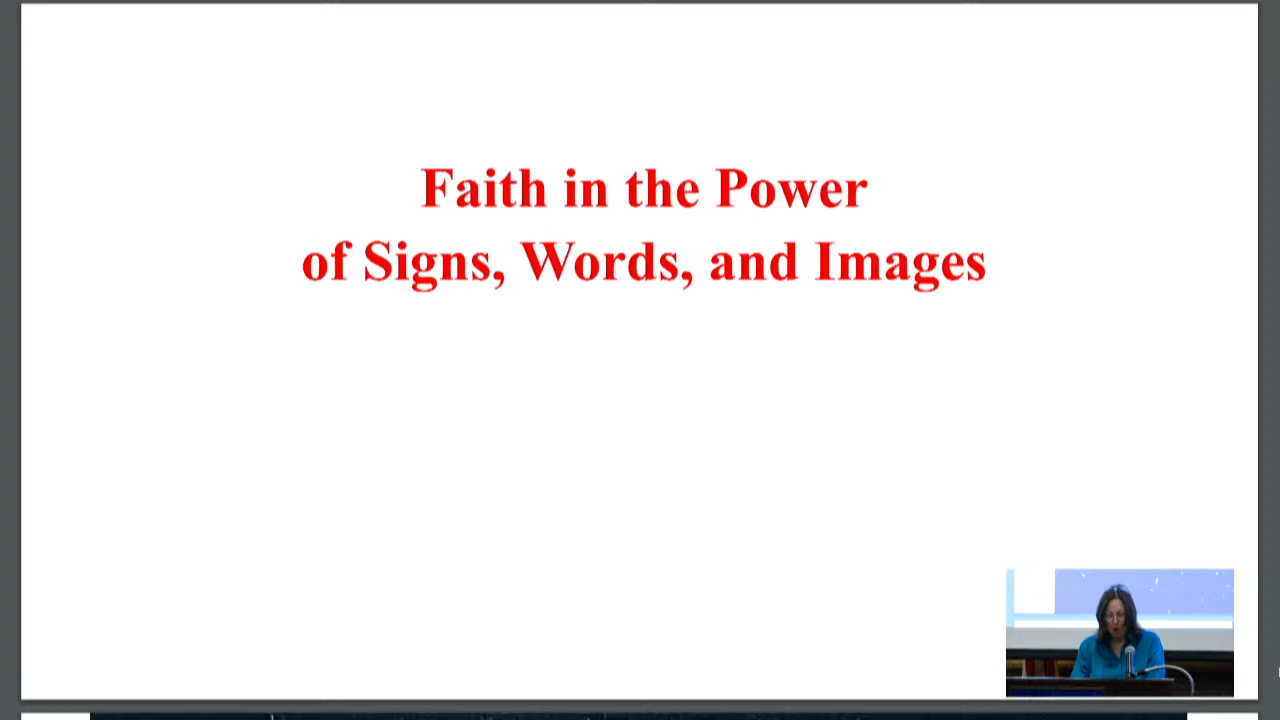 Faith in the Power
of Signs, Words, and Images